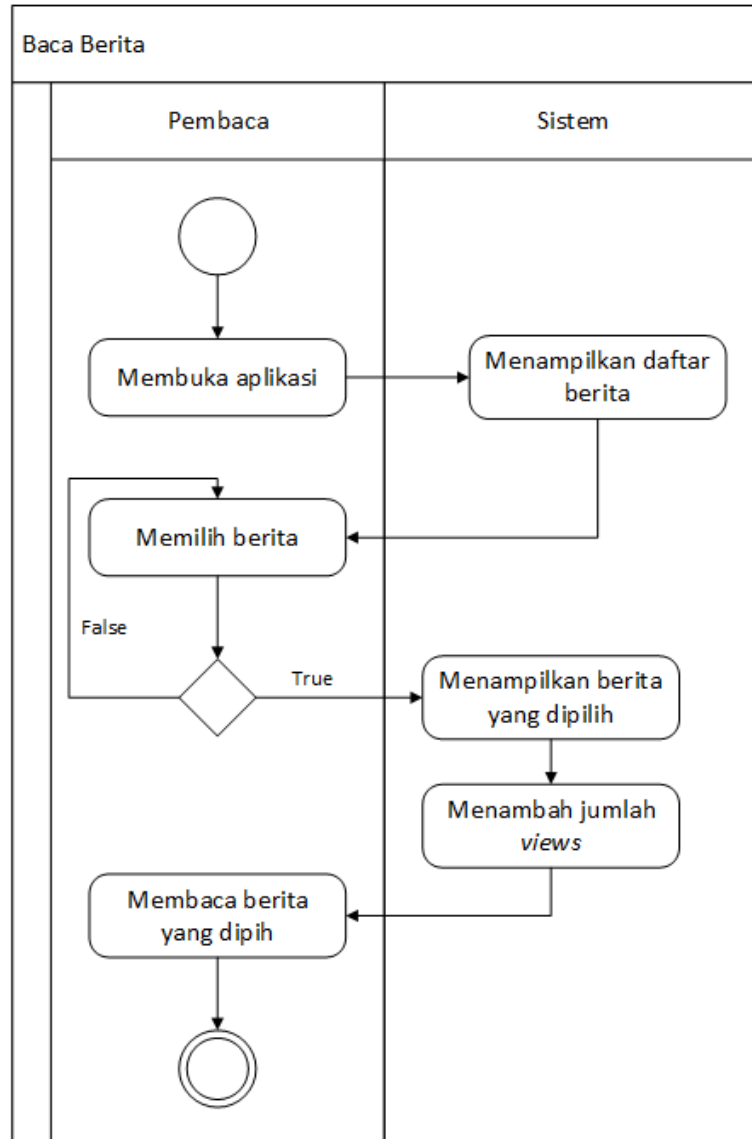 Baca Berita
Pembaca
Sistem
Membuka aplikasi
Menampilkan daftar
berita
Memilih berita
False
True
Menampilkan berita
yang dipilih
Menambah jumlah
views
Membaca berita
yang dipih